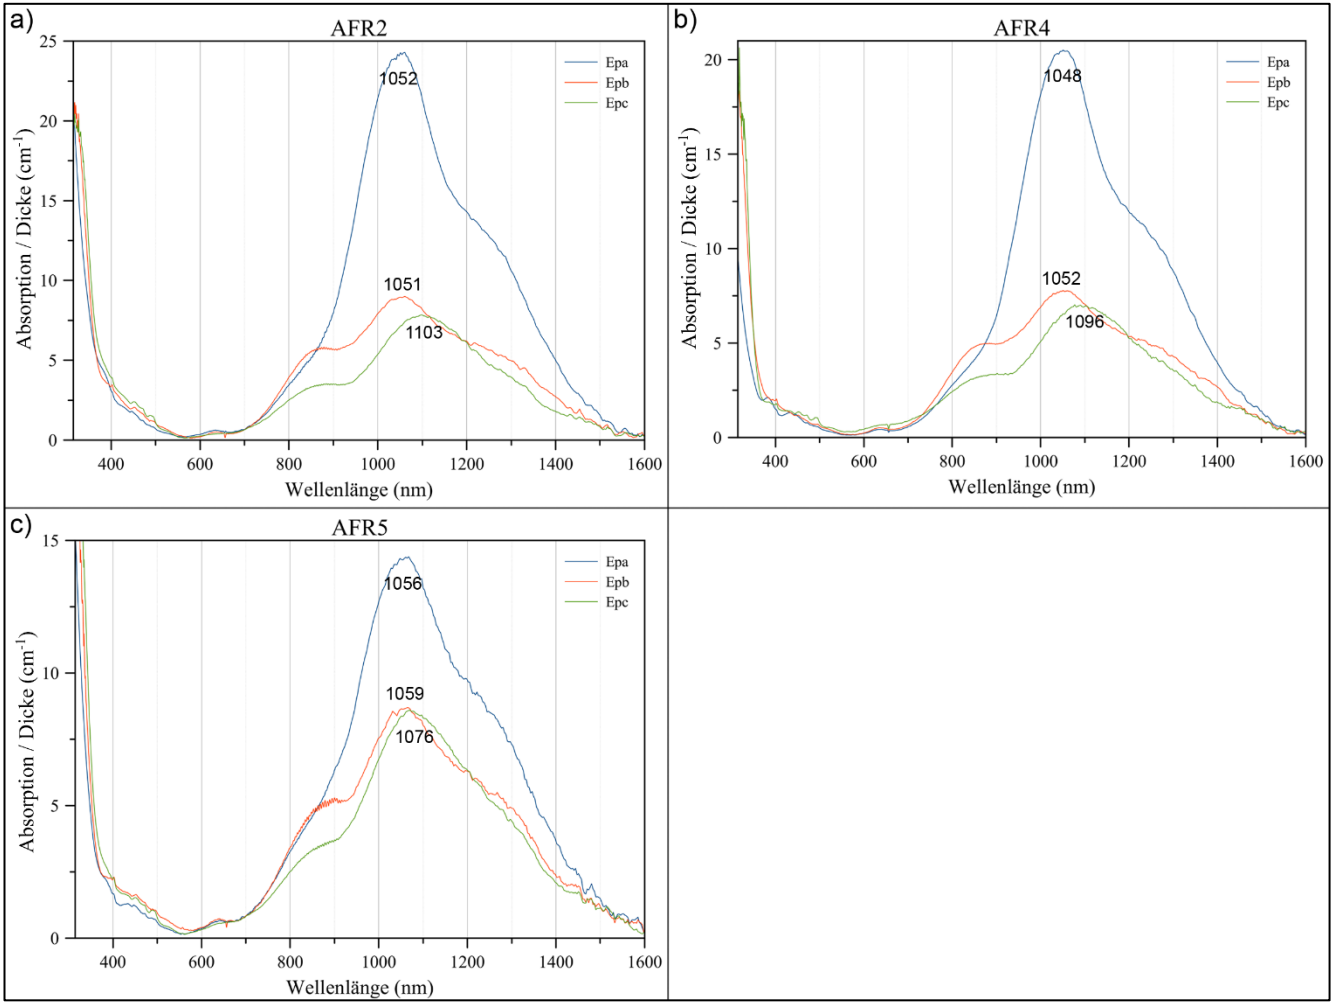 a)
AFR2
25
20
15
10
5
0
Absorption / Dicke (cm⁻¹)
1052
1051
1103
Epa
Epb
Epc
400 600 800 1000 1200 1400 1600
Wellenlänge (nm)
b)
AFR4
20
15
10
5
0
Absorption / Dicke (cm⁻¹)
1048
1052
1096
Epa
Epb
Epc
400 600 800 1000 1200 1400 1600
Wellenlänge (nm)
c)
AFR5
15
10
5
0
Absorption / Dicke (cm⁻¹)
1056
1059
1076
Epa
Epb
Epc
400 600 800 1000 1200 1400 1600
Wellenlänge (nm)